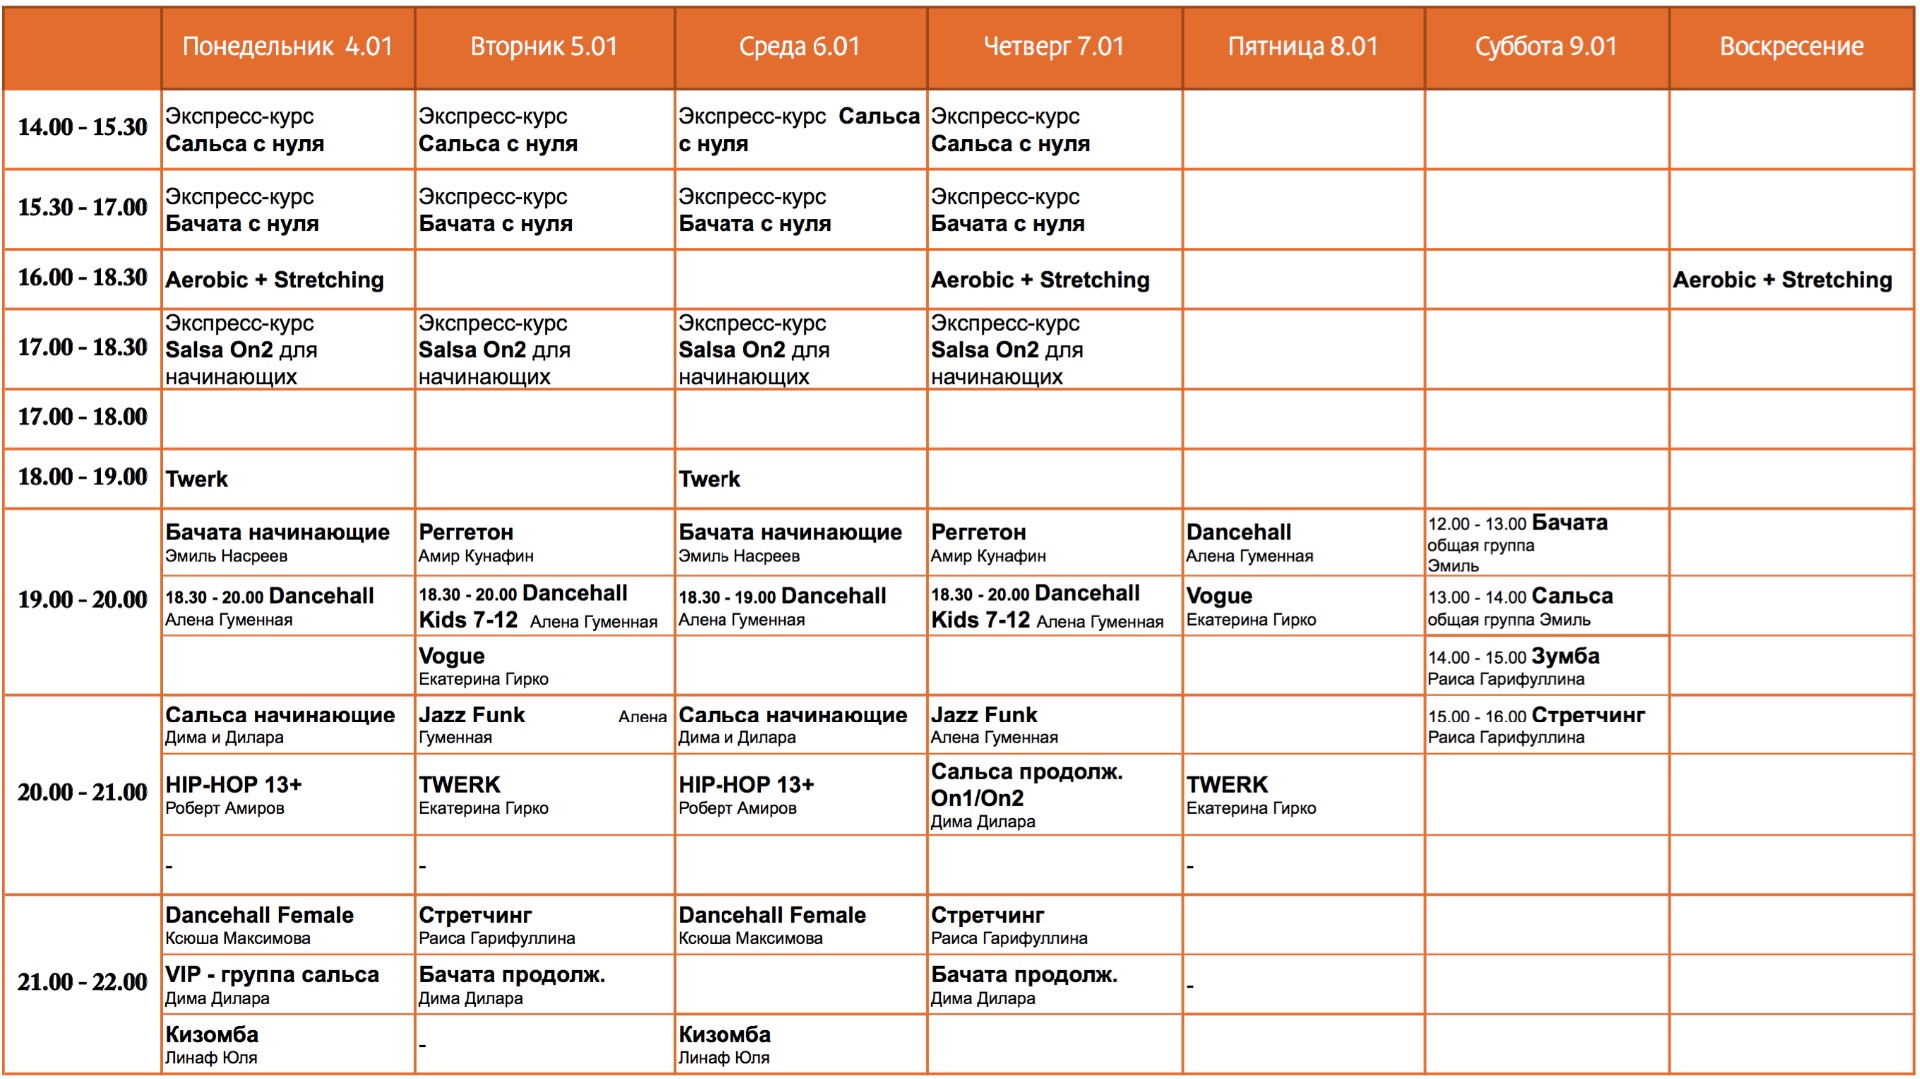 Понедельник 4.01 Вторник 5.01 Среда 6.01 Четверг 7.01 Пятница 8.01 Суббота 9.01 Воскресение
14.00 - 15.30
Экспресс-курс
Сальса с нуля
Экспресс-курс
Сальса с нуля
Экспресс-курс Сальса
с нуля
Экспресс-курс
Сальса с нуля
15.30 - 17.00
Экспресс-курс
Бачата с нуля
Экспресс-курс
Бачата с нуля
Экспресс-курс
Бачата с нуля
Экспресс-курс
Бачата с нуля
16.00 - 18.30
Aerobic + Stretching
Aerobic + Stretching
Aerobic + Stretching
17.00 - 18.30
Экспресс-курс
Salsa On2 для
начинающих
Экспресс-курс
Salsa On2 для
начинающих
Экспресс-курс
Salsa On2 для
начинающих
Экспресс-курс
Salsa On2 для
начинающих
17.00 - 18.00
18.00 - 19.00
Twerk
Twerk
19.00 - 20.00
Бачата начинающие
Эмиль Насреев
Реггетон
Амир Кунафин
Бачата начинающие
Эмиль Насреев
Реггетон
Амир Кунафин
Dancehall
Алена Гуменная
12.00 - 13.00 Бачата
общая группа
Эмиль
18.30 - 20.00 Dancehall
Алена Гуменная
18.30 - 20.00 Dancehall
Kids 7-12 Алена Гуменная
18.30 - 19.00 Dancehall
Алена Гуменная
18.30 - 20.00 Dancehall
Kids 7-12 Алена Гуменная
Vogue
Екатерина Гирко
13.00 - 14.00 Сальса
общая группа Эмиль
Vogue
Екатерина Гирко
14.00 - 15.00 Зумба
Раиса Гарифуллина
20.00 - 21.00
Сальса начинающие
Дима и Дилара
Jazz Funk Алена
Гуменная
Сальса начинающие
Дима и Дилара
Jazz Funk
Алена Гуменная
15.00 - 16.00 Стретчинг
Раиса Гарифуллина
HIP-HOP 13+
Роберт Амиров
TWERK
Екатерина Гирко
HIP-HOP 13+
Роберт Амиров
Сальса продолж.
On1/On2
Дима Дилара
TWERK
Екатерина Гирко
-
-
-
21.00 - 22.00
Dancehall Female
Ксюша Максимова
Стретчинг
Раиса Гарифуллина
Dancehall Female
Ксюша Максимова
Стретчинг
Раиса Гарифуллина
VIP - группа сальса
Дима Дилара
Бачата продолж.
Дима Дилара
Бачата продолж.
Дима Дилара
-
Кизомба
Линаф Юля
-
Кизомба
Линаф Юля